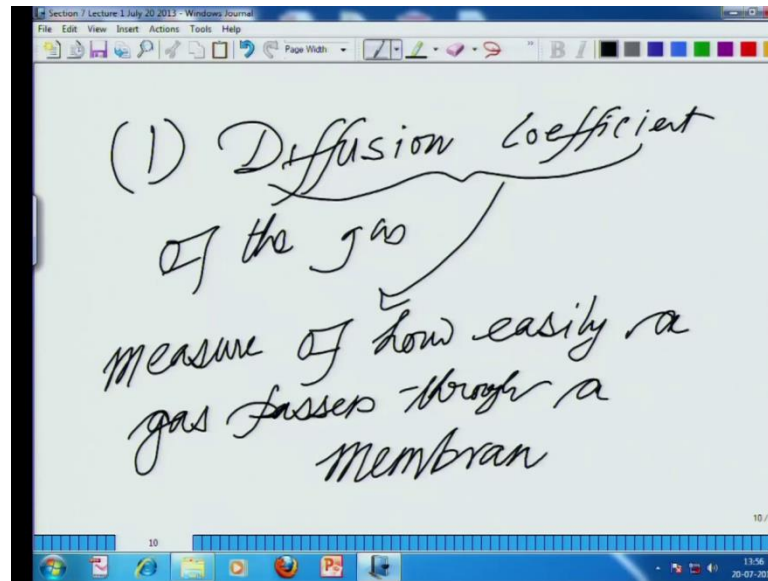 Section 7 Lecture 1 July 20 2013 - Windows Journal
File Edit View Insert Actions Tools Help
Page Width B I
(1) Diffusion Coefficient
of the gas
measure of how easily a
gas passes through a
membran
10/
10
13:56
20-07-20